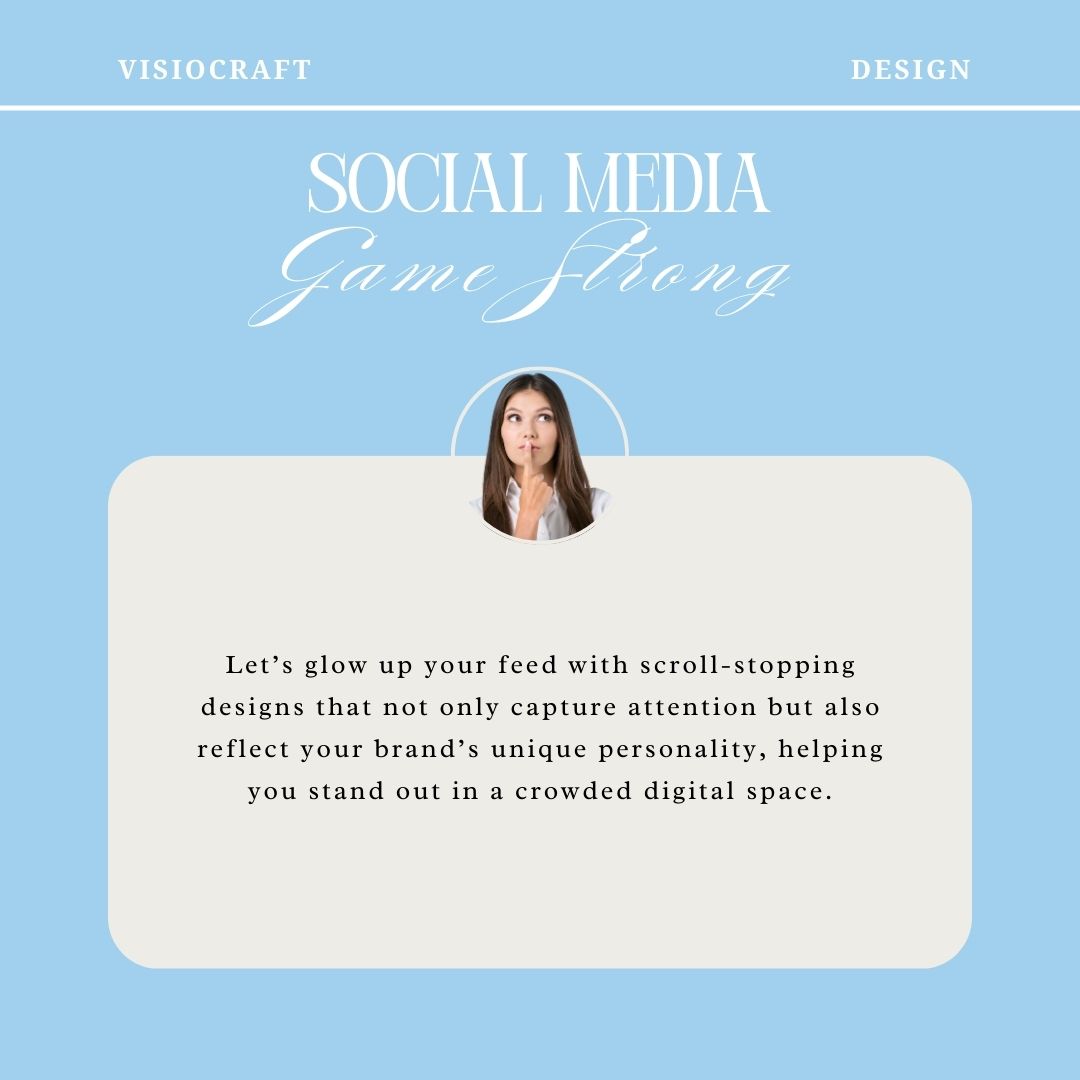 VISIOCRAFT DESIGN
SOCIAL MEDIA
Game Strong
Let’s glow up your feed with scroll-stopping
designs that not only capture attention but also
reflect your brand’s unique personality, helping
you stand out in a crowded digital space.